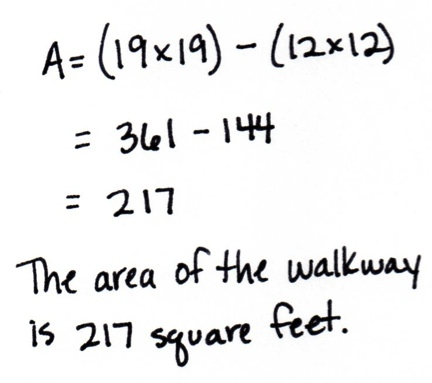 A = (19×19) − (12×12)
= 361 − 144
= 217
The area of the walkway
is 217 square feet.